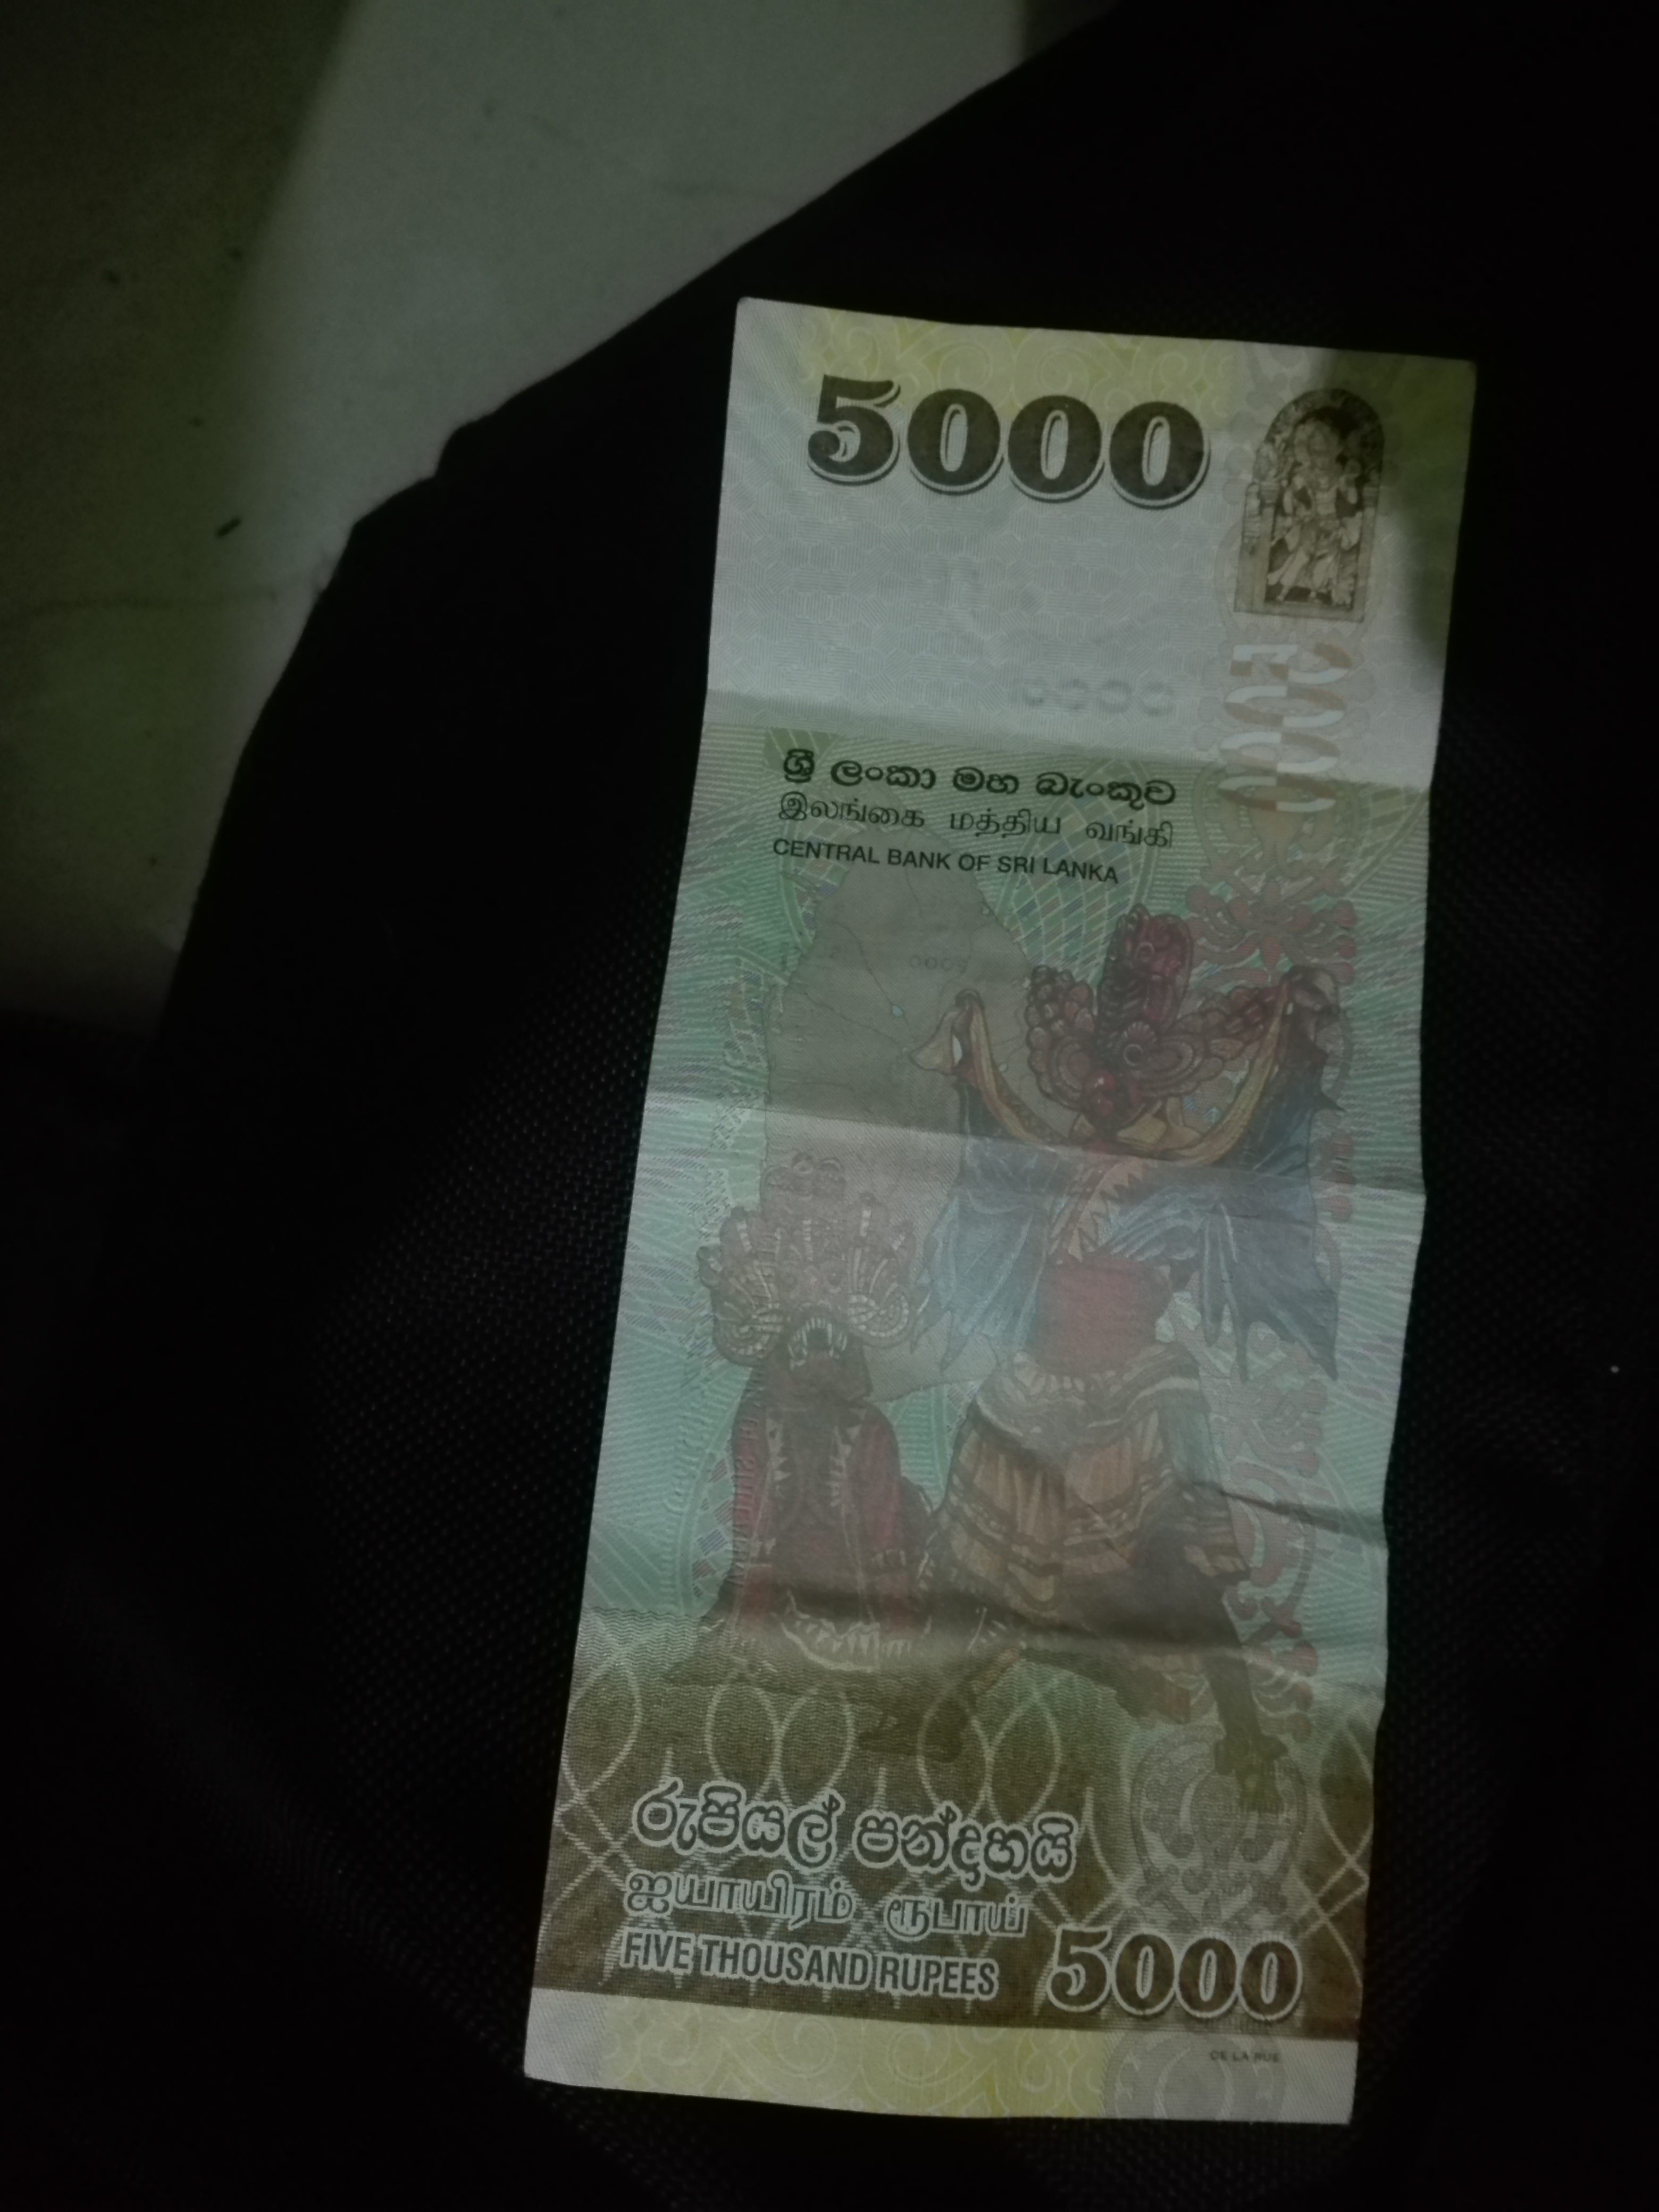 5000
ශ්‍රී ලංකා මහ බැංකුව
இலங்கை மத்திய வங்கி
CENTRAL BANK OF SRI LANKA
රුපියල් පන්දහයි
ஐயாயிரம் ரூபாய்
FIVE THOUSAND RUPEES 5000
DE LA RUE